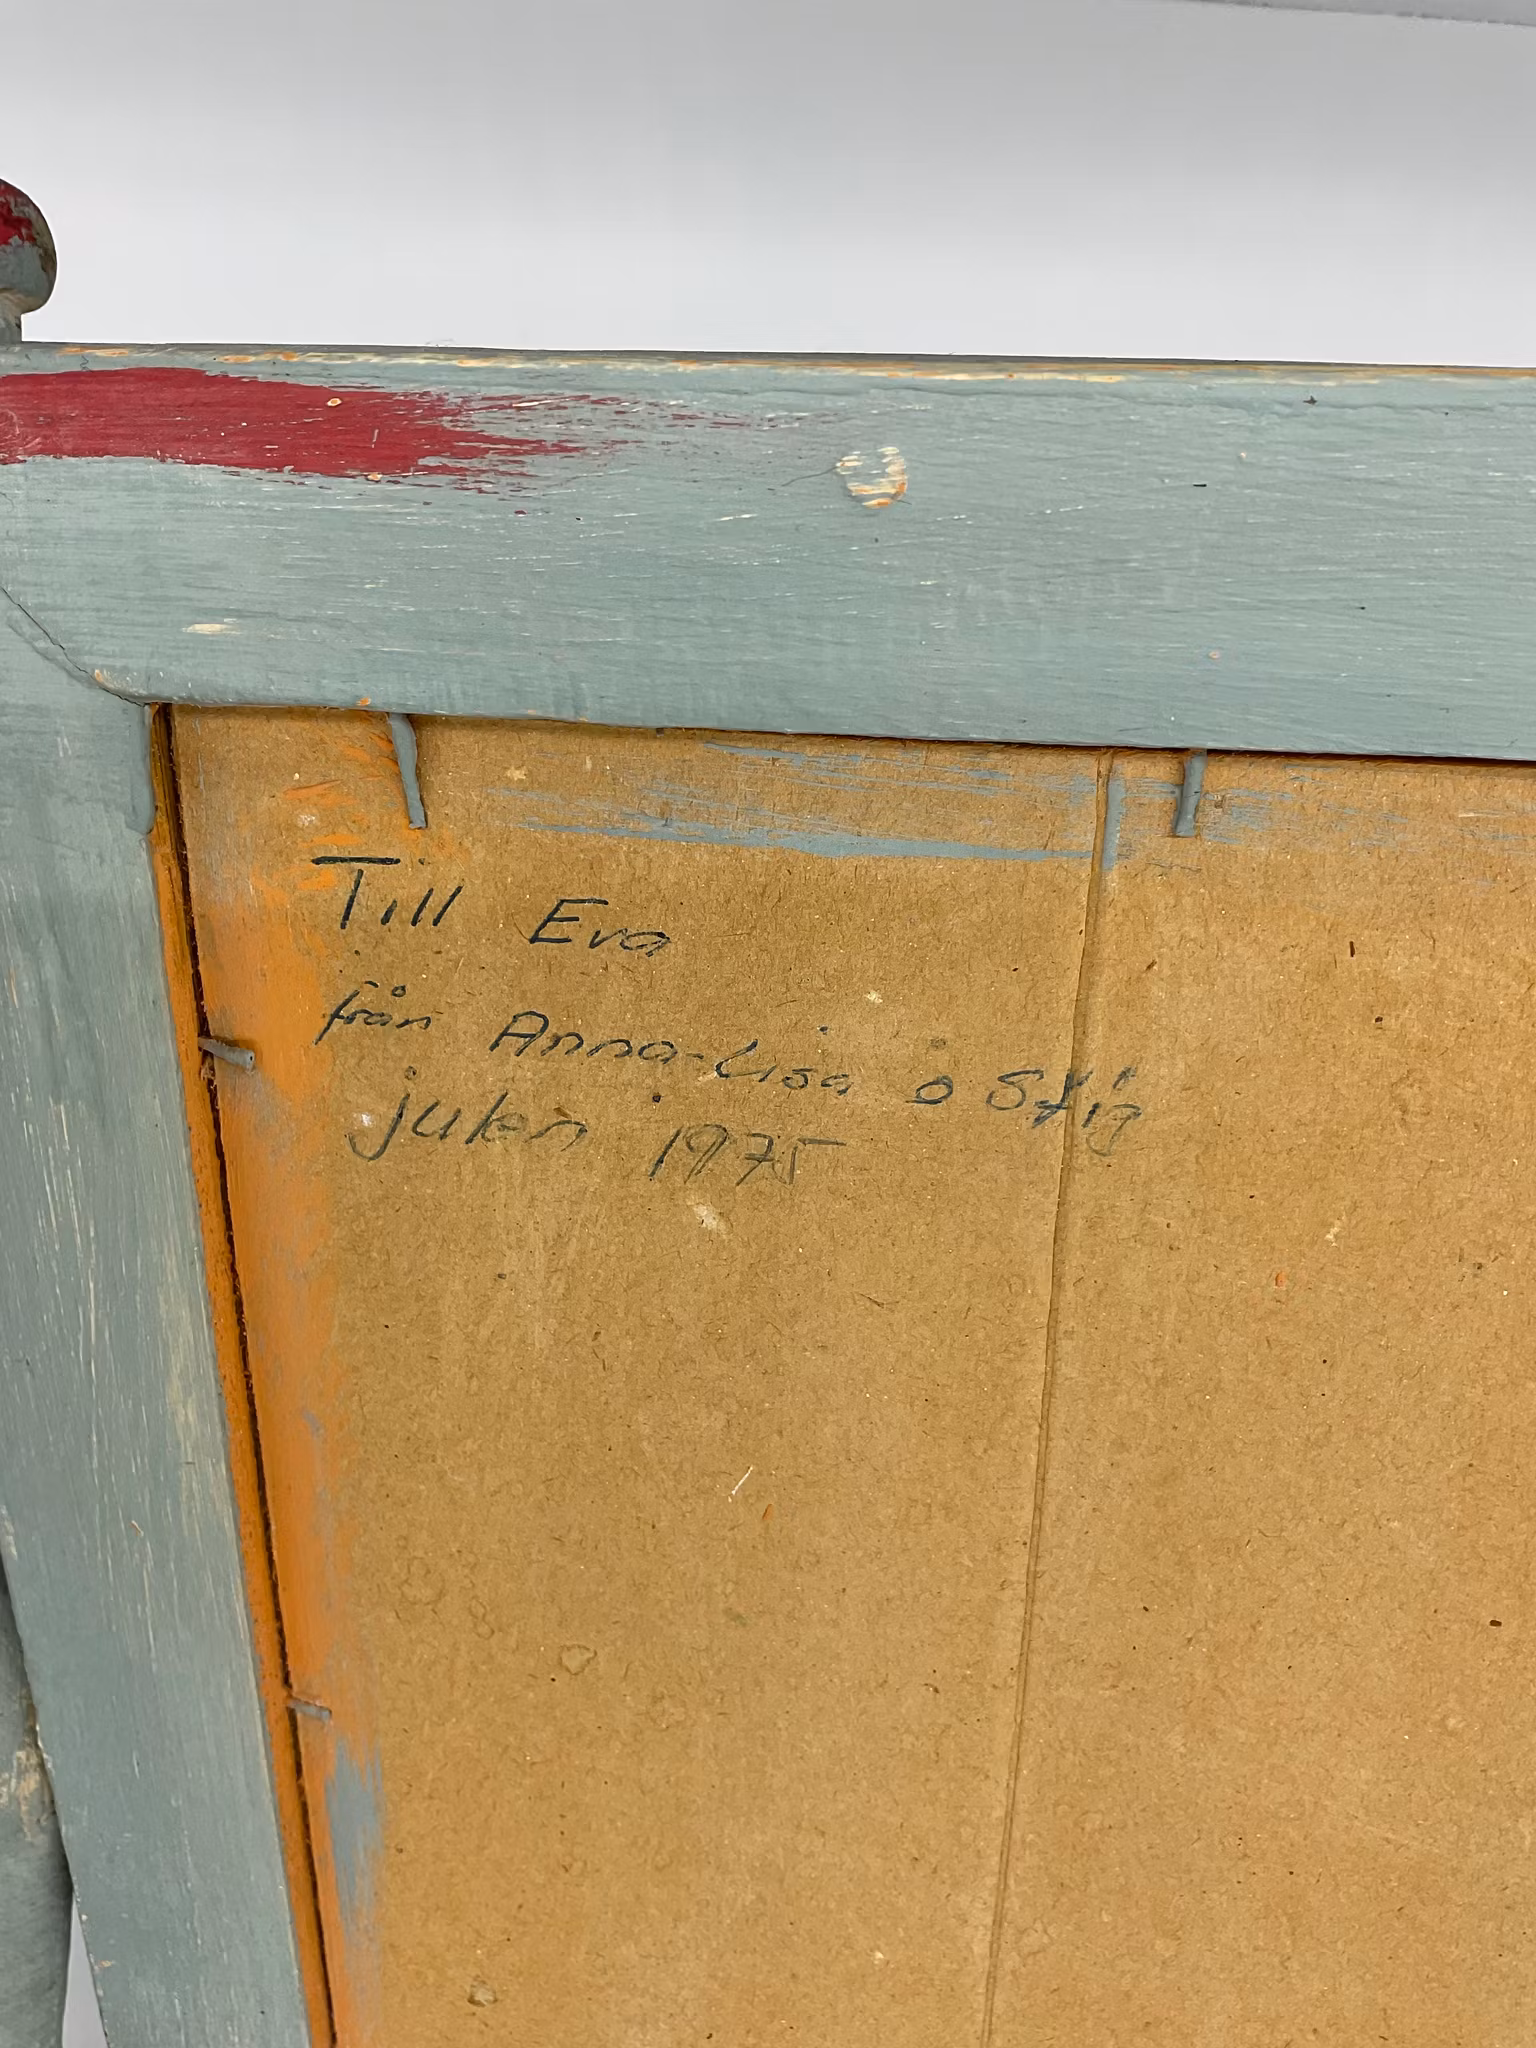 Till Eva
från Anna-Lisa o Stig
julen 1975